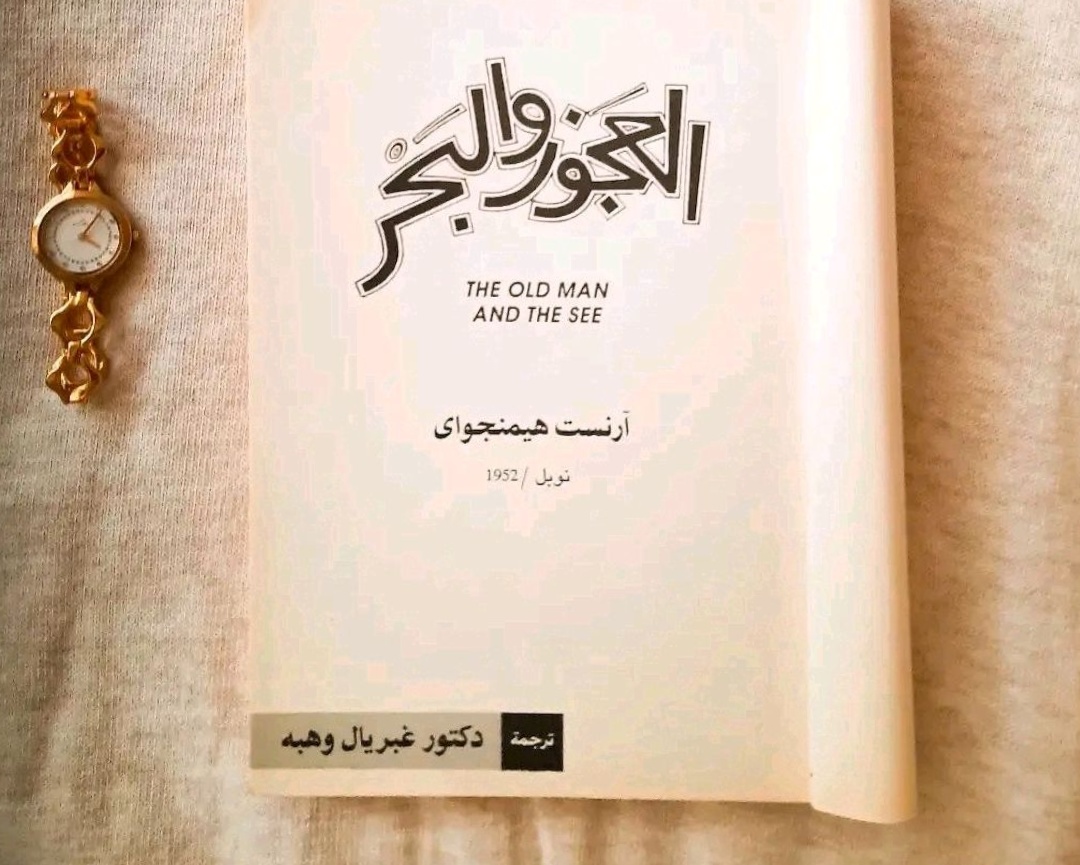 العجوز والبحر
THE OLD MAN
AND THE SEE
آرنست هيمنجواى
نوبل / 1952
ترجمة دكتور غبريال وهبه